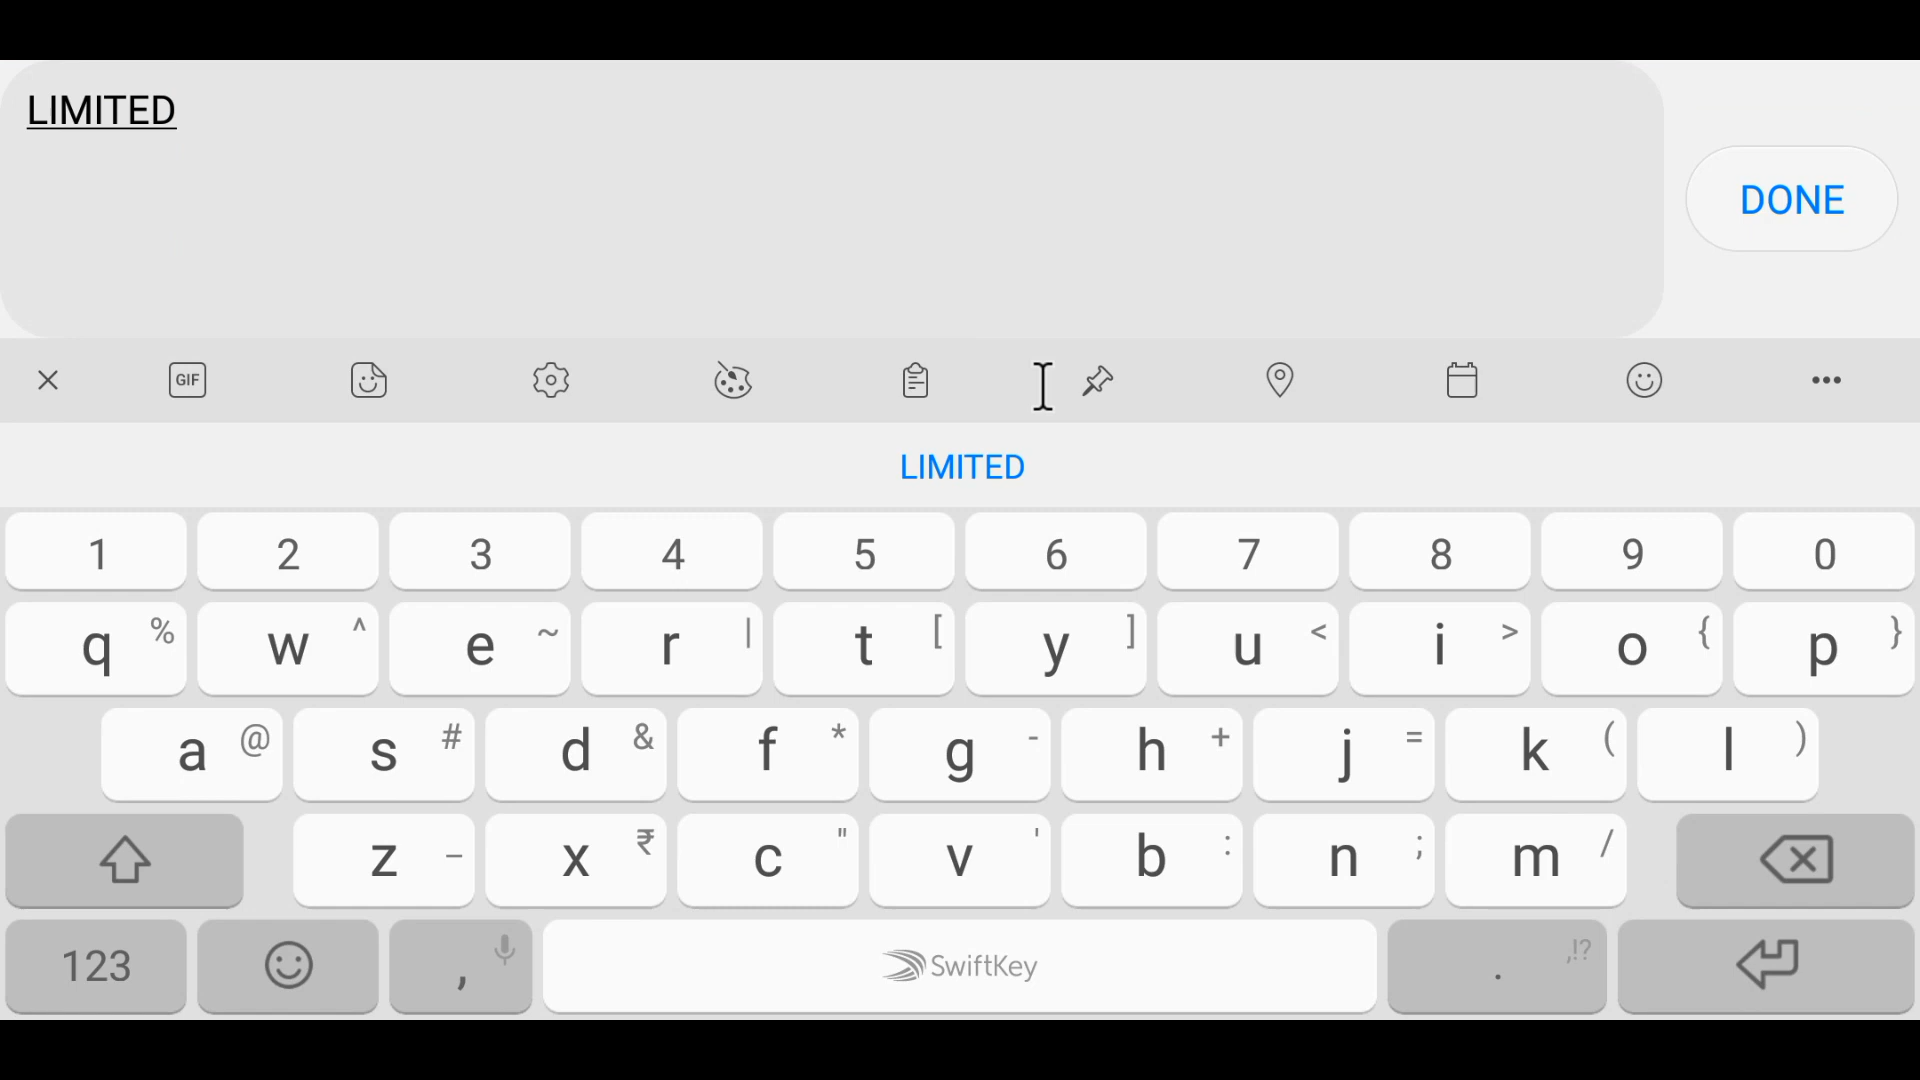 LIMITED
DONE
GIF
LIMITED
1 2 3 4 5 6 7 8 9 0
q % w ^ e ~ r | t [ y ] u < i > o { p }
a @ s # d & f * g - h + j = k ( l )
z _ x ₹ c " v ' b : n ; m /
123 , SwiftKey . ,!?